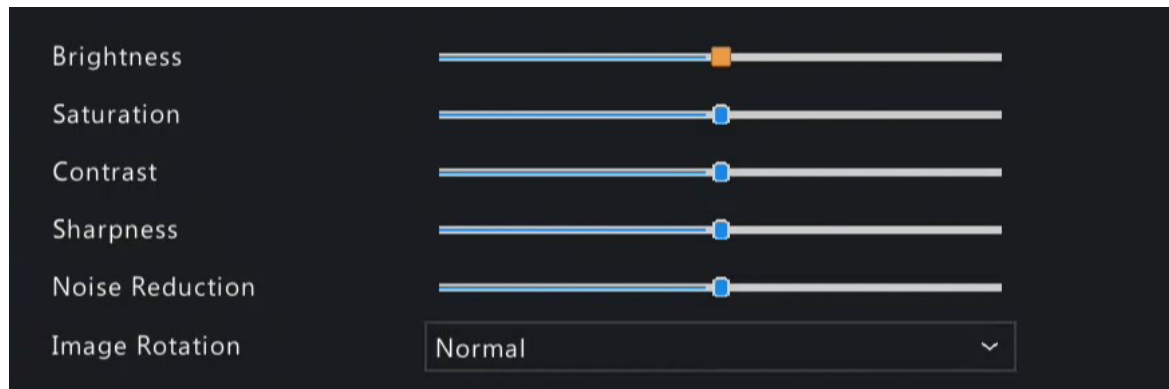 Brightness
Saturation
Contrast
Sharpness
Noise Reduction
Image Rotation Normal